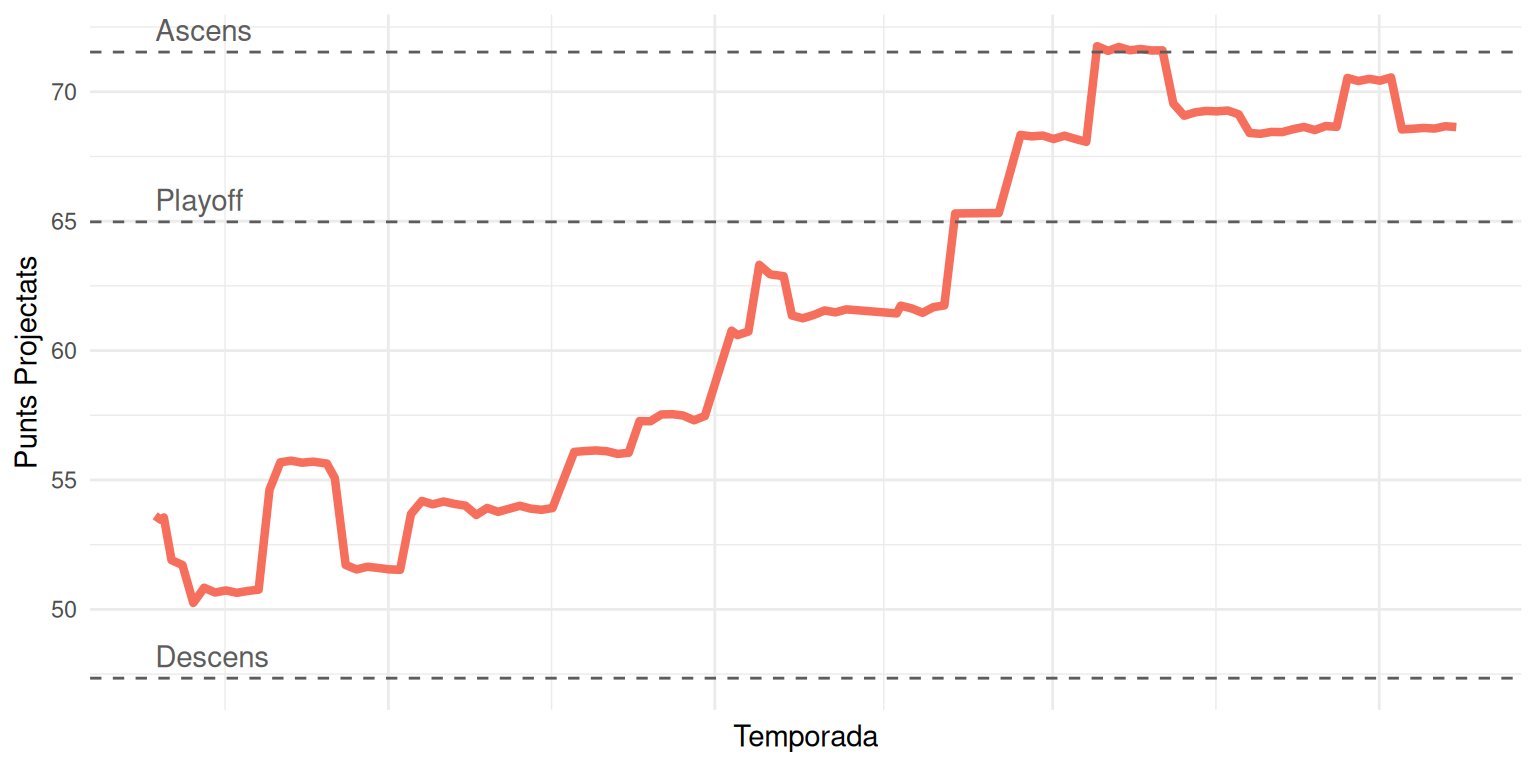 Ascens
70
Playoff
65
Punts Projectats
60
55
50
Descens
Temporada